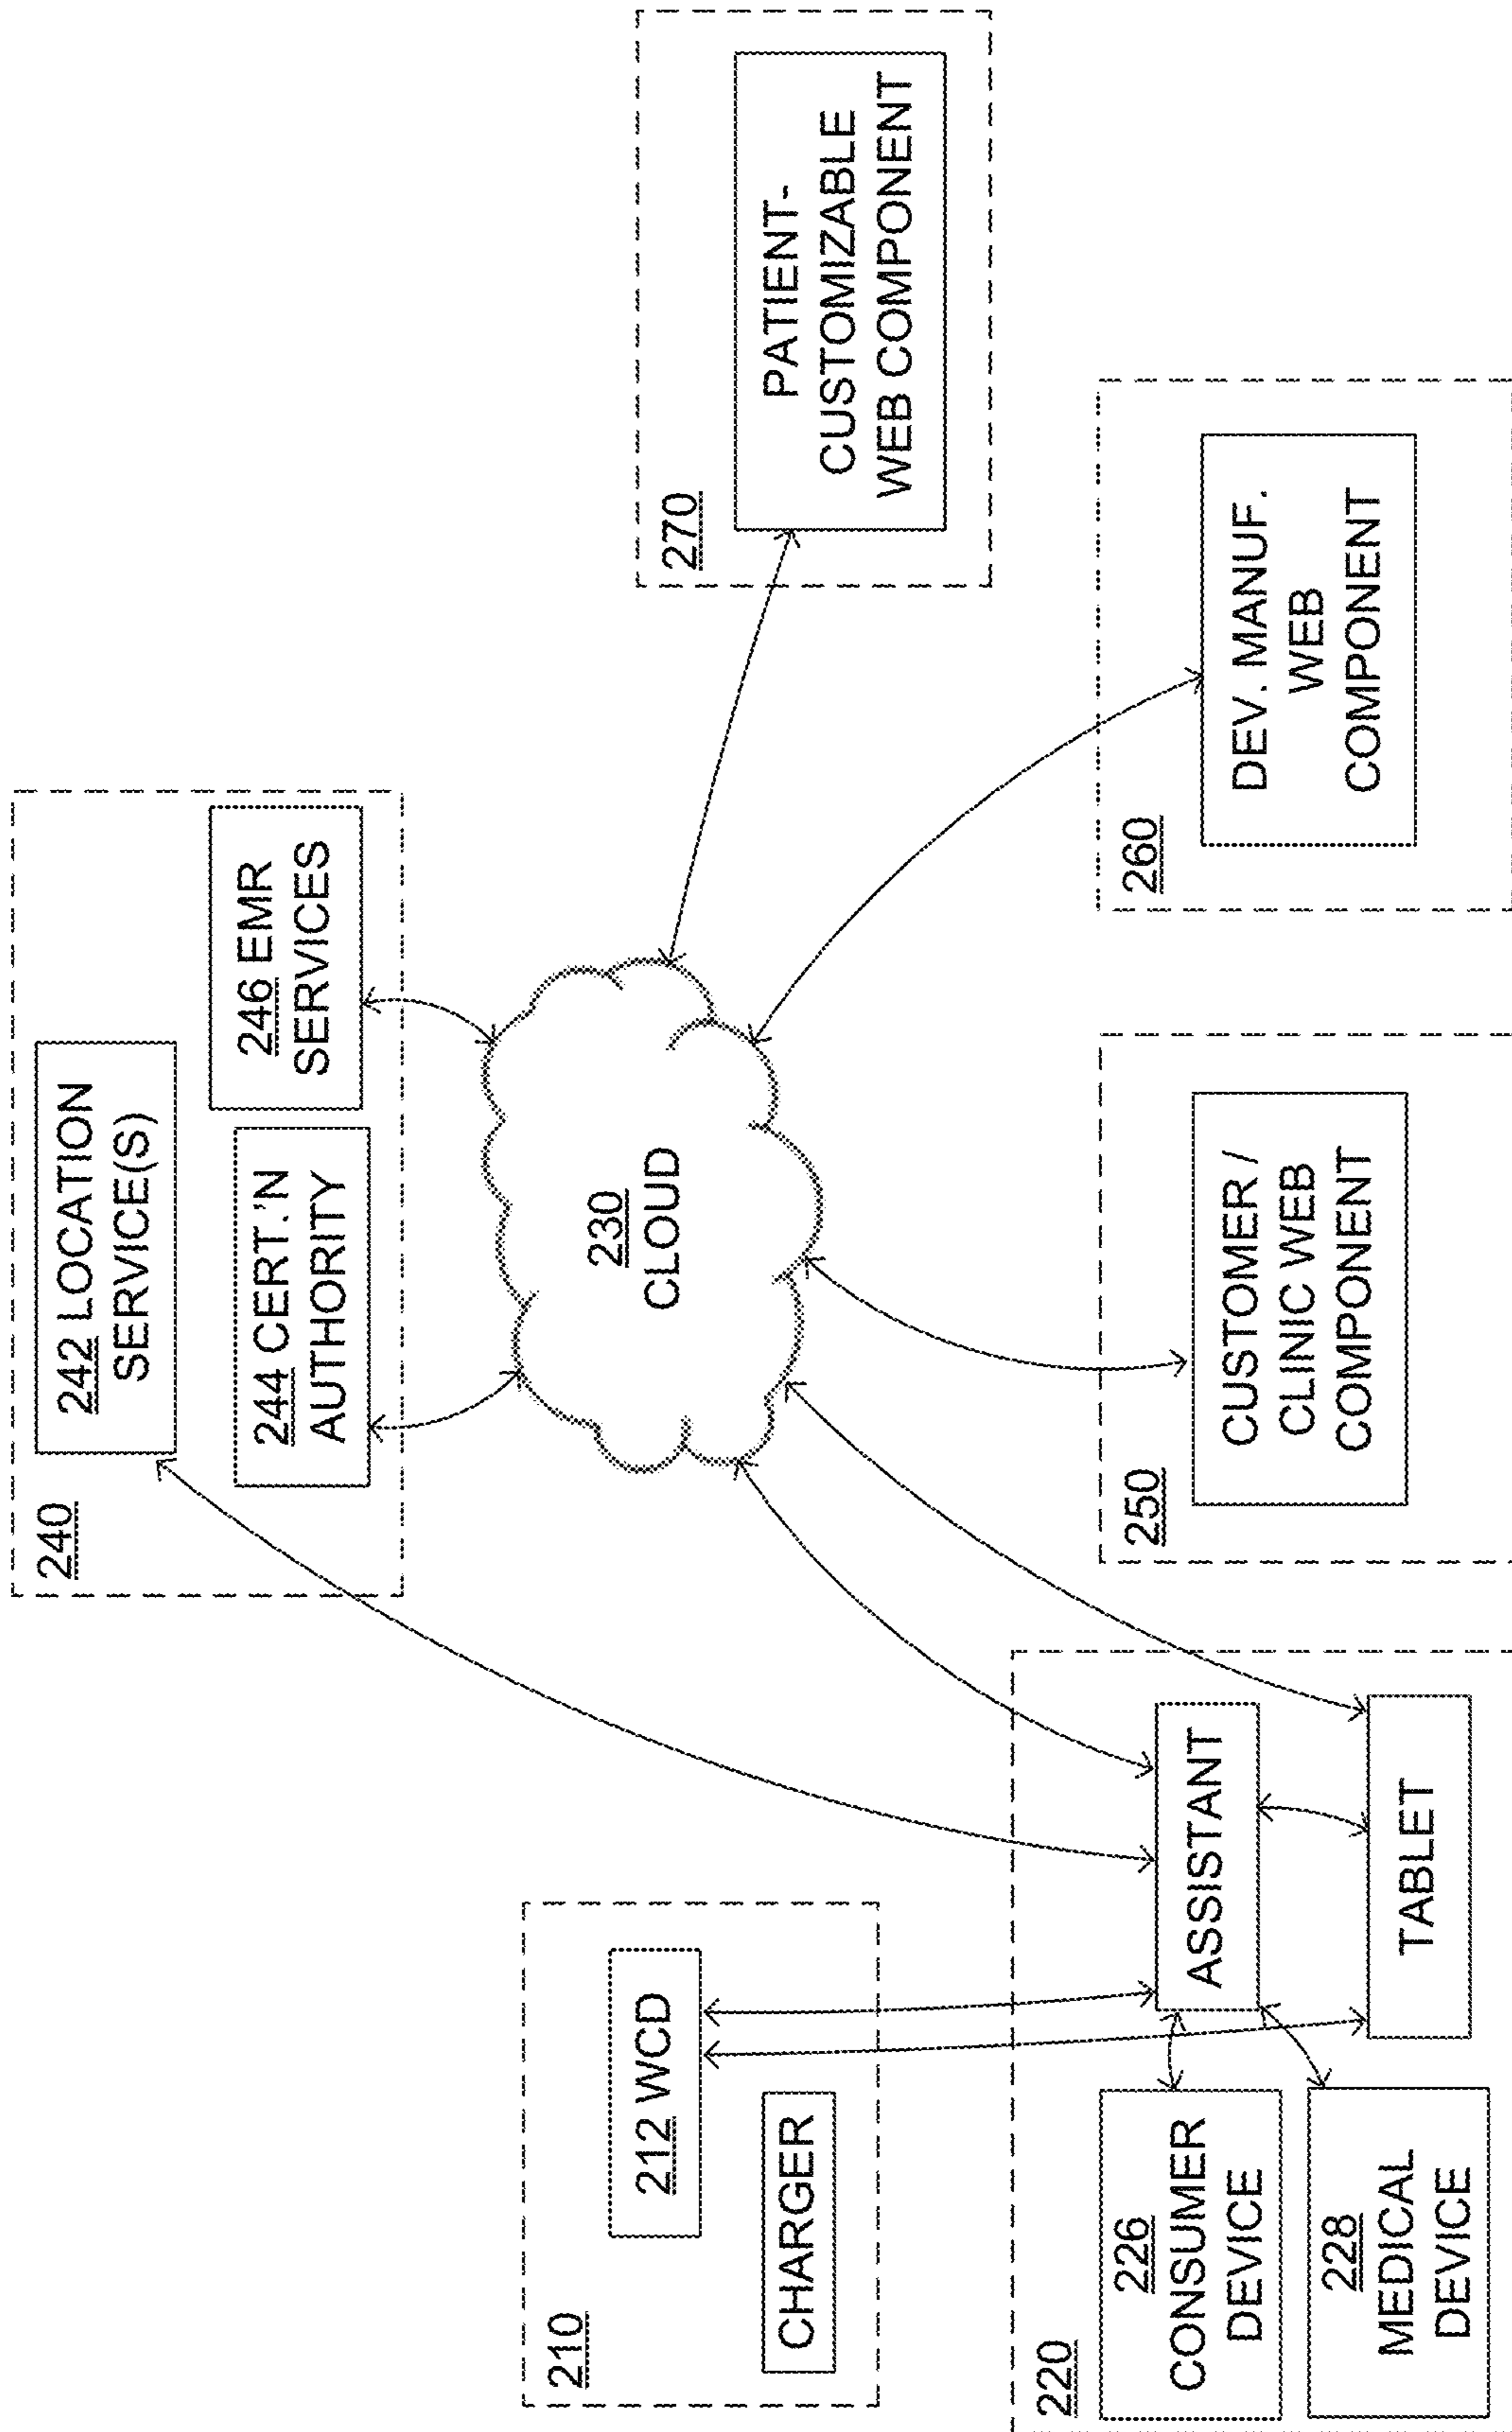 210
212 WCD
CHARGER
220
226
CONSUMER
DEVICE
228
MEDICAL
DEVICE
ASSISTANT
TABLET
240
242 LOCATION
SERVICE(S)
244 CERT.'N
AUTHORITY
246 EMR
SERVICES
230
CLOUD
250
CUSTOMER /
CLINIC WEB
COMPONENT
260
DEV. MANUF.
WEB
COMPONENT
270
PATIENT-
CUSTOMIZABLE
WEB COMPONENT